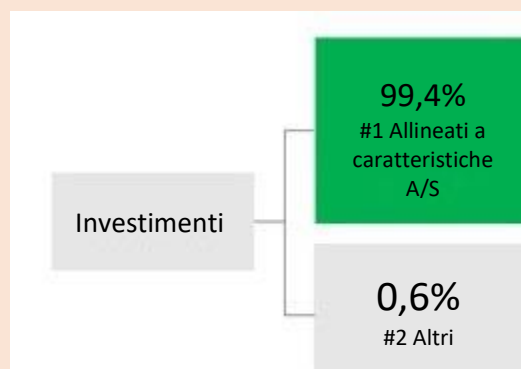 99,4%
#1 Allineati a
caratteristiche
A/S
Investimenti
0,6%
#2 Altri